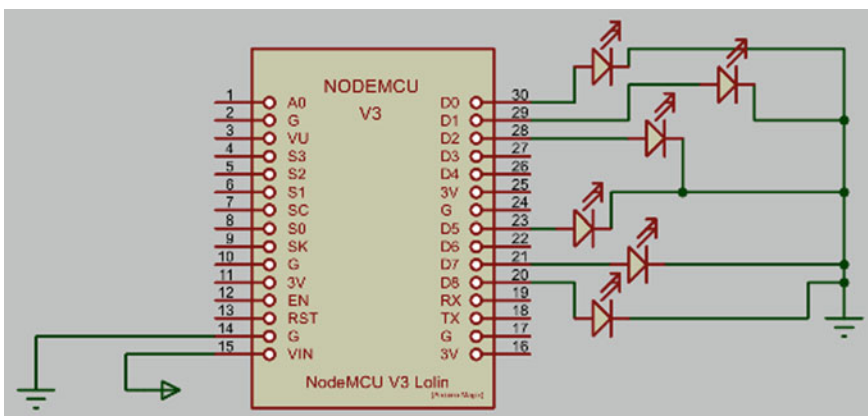 NODEMCU
V3
1 A0 D0 30
2 G D1 29
3 VU D2 28
4 S3 D3 27
5 S2 D4 26
6 S1 3V 25
7 SC G 24
8 S0 D5 23
9 SK D6 22
10 G D7 21
11 3V D8 20
12 EN RX 19
13 RST TX 18
14 G G 17
15 VIN 3V 16
NodeMCU V3 Lolin
[Arduino Magix]